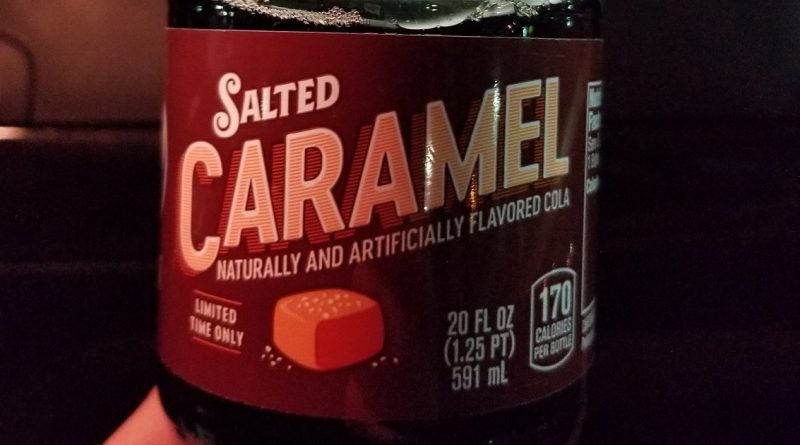 SALTED
CARAMEL
NATURALLY AND ARTIFICIALLY FLAVORED COLA
LIMITED
TIME ONLY
20 FL OZ
(1.25 PT)
591 mL
170
CALORIES
PER BOTTLE